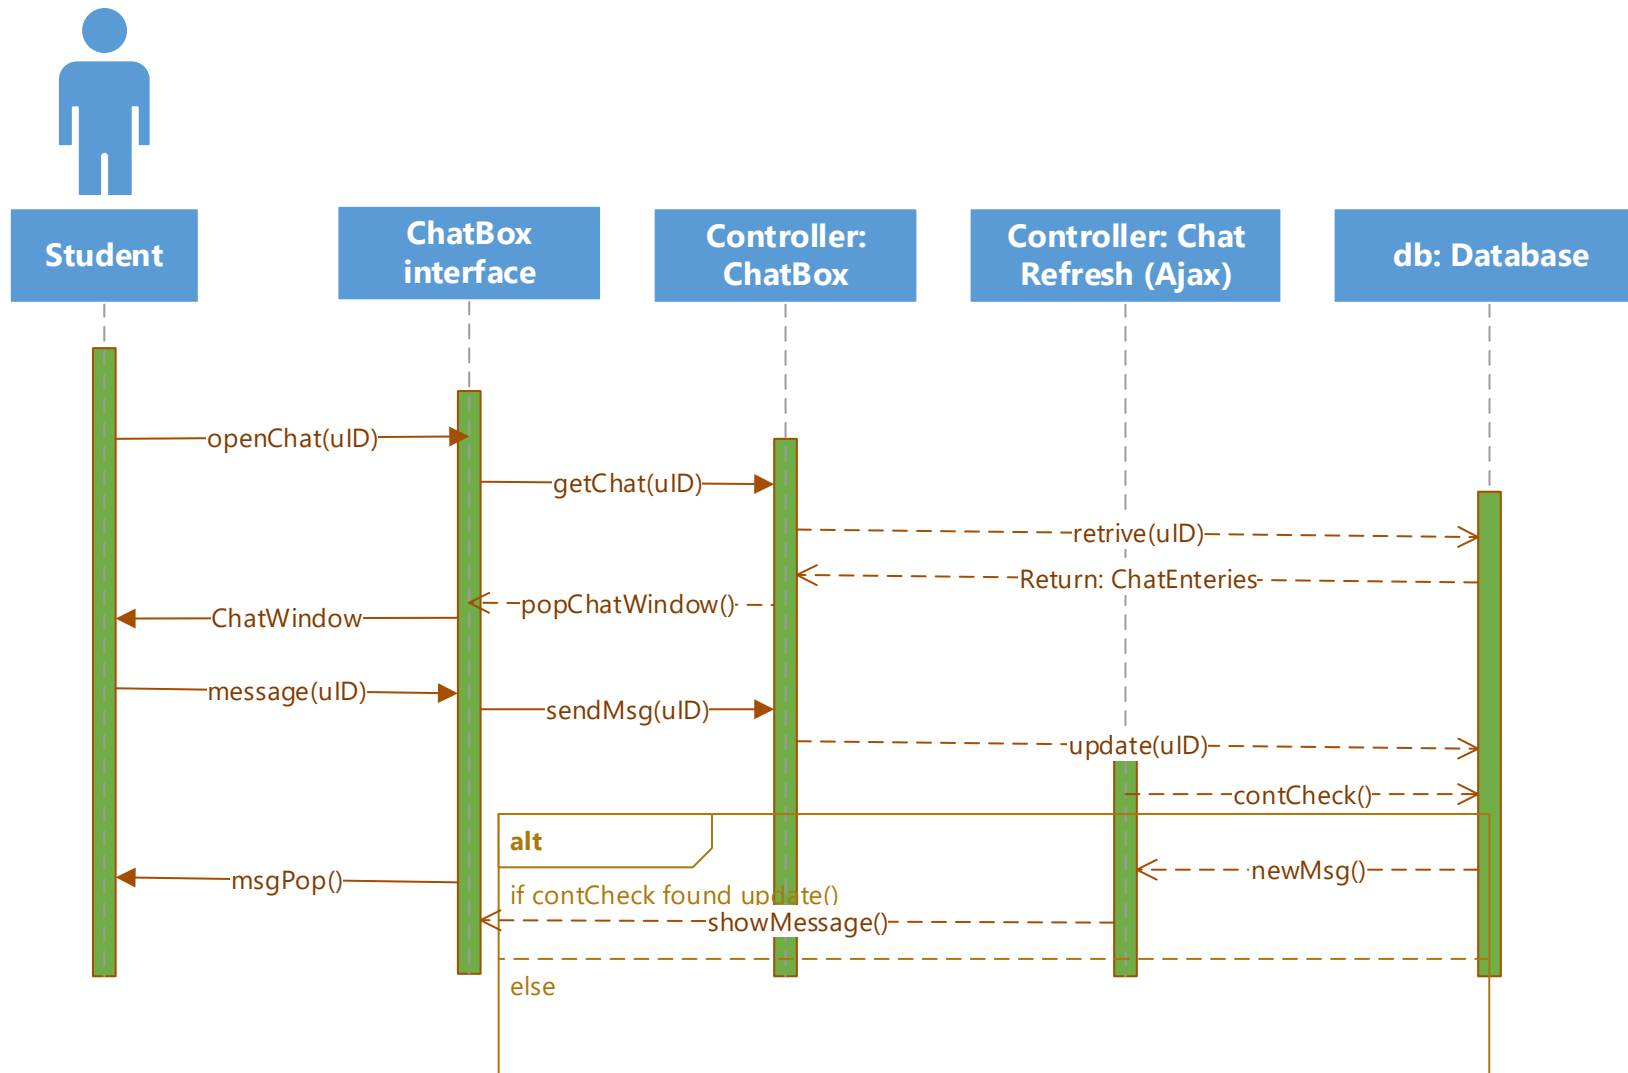 Student
ChatBox
interface
Controller:
ChatBox
Controller: Chat
Refresh (Ajax)
db: Database
openChat(uID)
getChat(uID)
retrive(uID)
Return: ChatEnteries
popChatWindow()
ChatWindow
message(uID)
sendMsg(uID)
update(uID)
contCheck()
alt
newMsg()
msgPop()
if contCheck found update()
showMessage()
else